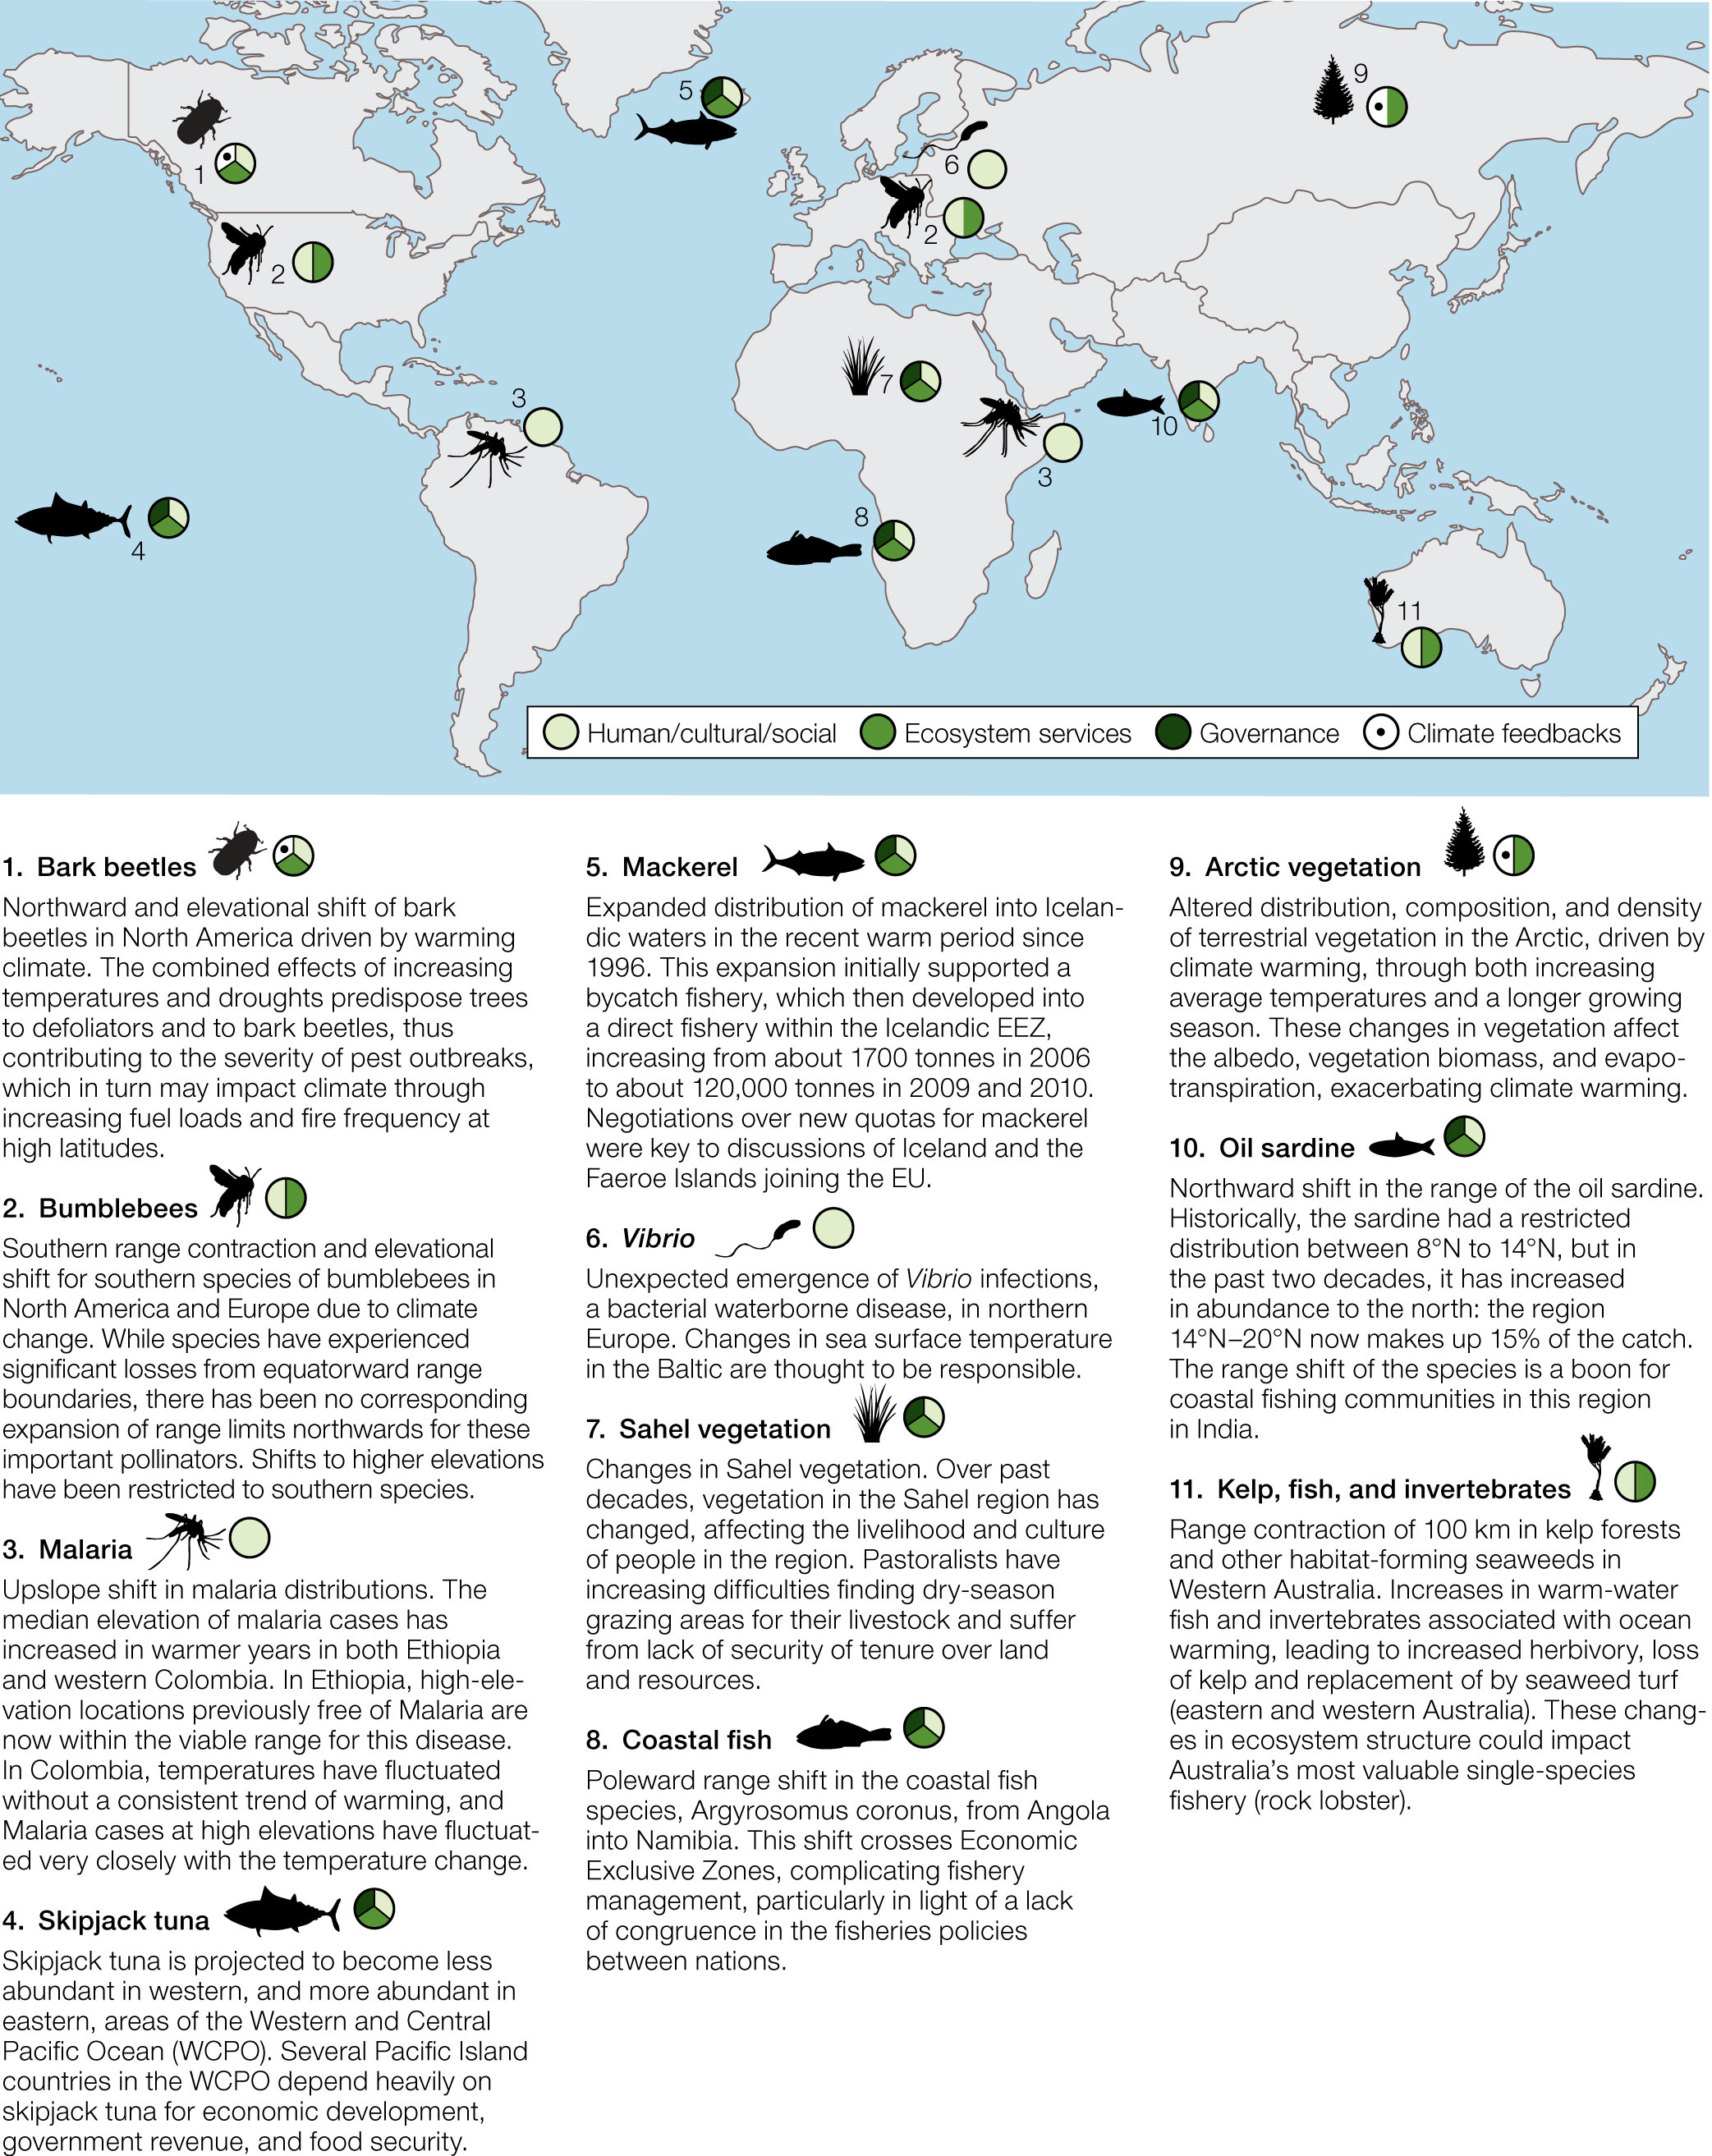 5
9
1
6
2
2
7
3
10
3
4
8
11
Human/cultural/social
Ecosystem services
Governance
Climate feedbacks
1. Bark beetles
Northward and elevational shift of bark
beetles in North America driven by warming
climate. The combined effects of increasing
temperatures and droughts predispose trees
to defoliators and to bark beetles, thus
contributing to the severity of pest outbreaks,
which in turn may impact climate through
increasing fuel loads and fire frequency at
high latitudes.
2. Bumblebees
Southern range contraction and elevational
shift for southern species of bumblebees in
North America and Europe due to climate
change. While species have experienced
significant losses from equatorward range
boundaries, there has been no corresponding
expansion of range limits northwards for these
important pollinators. Shifts to higher elevations
have been restricted to southern species.
3. Malaria
Upslope shift in malaria distributions. The
median elevation of malaria cases has
increased in warmer years in both Ethiopia
and western Colombia. In Ethiopia, high-ele-
vation locations previously free of Malaria are
now within the viable range for this disease.
In Colombia, temperatures have fluctuated
without a consistent trend of warming, and
Malaria cases at high elevations have fluctuat-
ed very closely with the temperature change.
4. Skipjack tuna
Skipjack tuna is projected to become less
abundant in western, and more abundant in
eastern, areas of the Western and Central
Pacific Ocean (WCPO). Several Pacific Island
countries in the WCPO depend heavily on
skipjack tuna for economic development,
government revenue, and food security.
5. Mackerel
Expanded distribution of mackerel into Icelan-
dic waters in the recent warm period since
1996. This expansion initially supported a
bycatch fishery, which then developed into
a direct fishery within the Icelandic EEZ,
increasing from about 1700 tonnes in 2006
to about 120,000 tonnes in 2009 and 2010.
Negotiations over new quotas for mackerel
were key to discussions of Iceland and the
Faeroe Islands joining the EU.
6. Vibrio
Unexpected emergence of Vibrio infections,
a bacterial waterborne disease, in northern
Europe. Changes in sea surface temperature
in the Baltic are thought to be responsible.
7. Sahel vegetation
Changes in Sahel vegetation. Over past
decades, vegetation in the Sahel region has
changed, affecting the livelihood and culture
of people in the region. Pastoralists have
increasing difficulties finding dry-season
grazing areas for their livestock and suffer
from lack of security of tenure over land
and resources.
8. Coastal fish
Poleward range shift in the coastal fish
species, Argyrosomus coronus, from Angola
into Namibia. This shift crosses Economic
Exclusive Zones, complicating fishery
management, particularly in light of a lack
of congruence in the fisheries policies
between nations.
9. Arctic vegetation
Altered distribution, composition, and density
of terrestrial vegetation in the Arctic, driven by
climate warming, through both increasing
average temperatures and a longer growing
season. These changes in vegetation affect
the albedo, vegetation biomass, and evapo-
transpiration, exacerbating climate warming.
10. Oil sardine
Northward shift in the range of the oil sardine.
Historically, the sardine had a restricted
distribution between 8°N to 14°N, but in
the past two decades, it has increased
in abundance to the north: the region
14°N–20°N now makes up 15% of the catch.
The range shift of the species is a boon for
coastal fishing communities in this region
in India.
11. Kelp, fish, and invertebrates
Range contraction of 100 km in kelp forests
and other habitat-forming seaweeds in
Western Australia. Increases in warm-water
fish and invertebrates associated with ocean
warming, leading to increased herbivory, loss
of kelp and replacement of by seaweed turf
(eastern and western Australia). These chang-
es in ecosystem structure could impact
Australia's most valuable single-species
fishery (rock lobster).